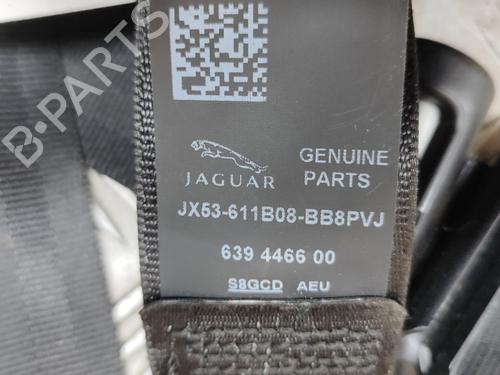 B-PARTS
JAGUAR
GENUINE
PARTS
JX53-611B08-BB8PVJ
639 4466 00
S8GCD AEU